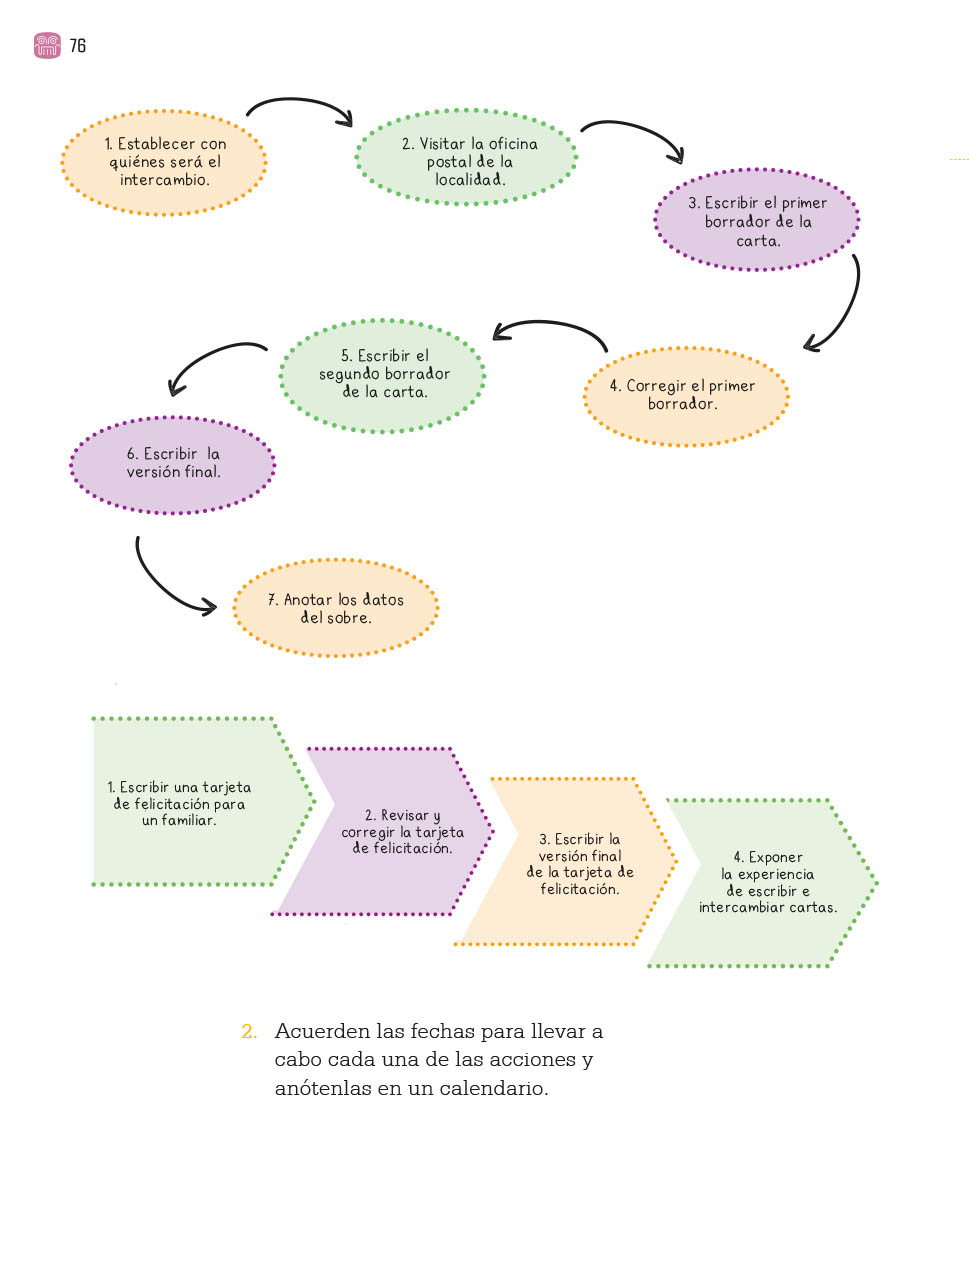 76
1. Establecer con
quiénes será el
intercambio.
2. Visitar la oficina
postal de la
localidad.
3. Escribir el primer
borrador de la
carta.
4. Corregir el primer
borrador.
5. Escribir el
segundo borrador
de la carta.
6. Escribir la
versión final.
7. Anotar los datos
del sobre.
1. Escribir una tarjeta
de felicitación para
un familiar.
2. Revisar y
corregir la tarjeta
de felicitación.
3. Escribir la
versión final
de la tarjeta de
felicitación.
4. Exponer
la experiencia
de escribir e
intercambiar cartas.
2. Acuerden las fechas para llevar a
cabo cada una de las acciones y
anótenlas en un calendario.